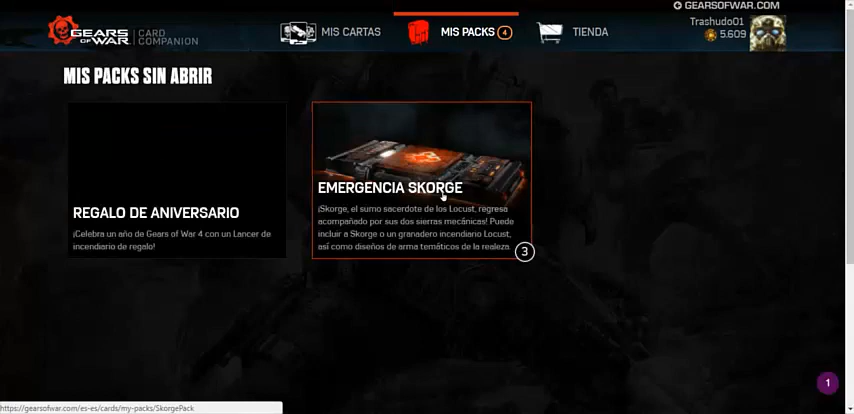 GEARSOFWAR.COM
GEARS OF WAR
CARD COMPANION
MIS CARTAS
MIS PACKS 4
TIENDA
Trashudo01
5.609
MIS PACKS SIN ABRIR
REGALO DE ANIVERSARIO
¡Celebra un año de Gears of War 4 con un Lancer de
incendiario de regalo!
EMERGENCIA SKORGE
¡Skorge, el sumo sacerdote de los Locust, regresa
acompañado por sus dos sierras mecánicas! Puede
incluir a Skorge o un granadero incendiario Locust,
así como diseños de arma temáticos de la realeza
3
1
https://gearsofwar.com/es-es/cards/my-packs/SkorgePack